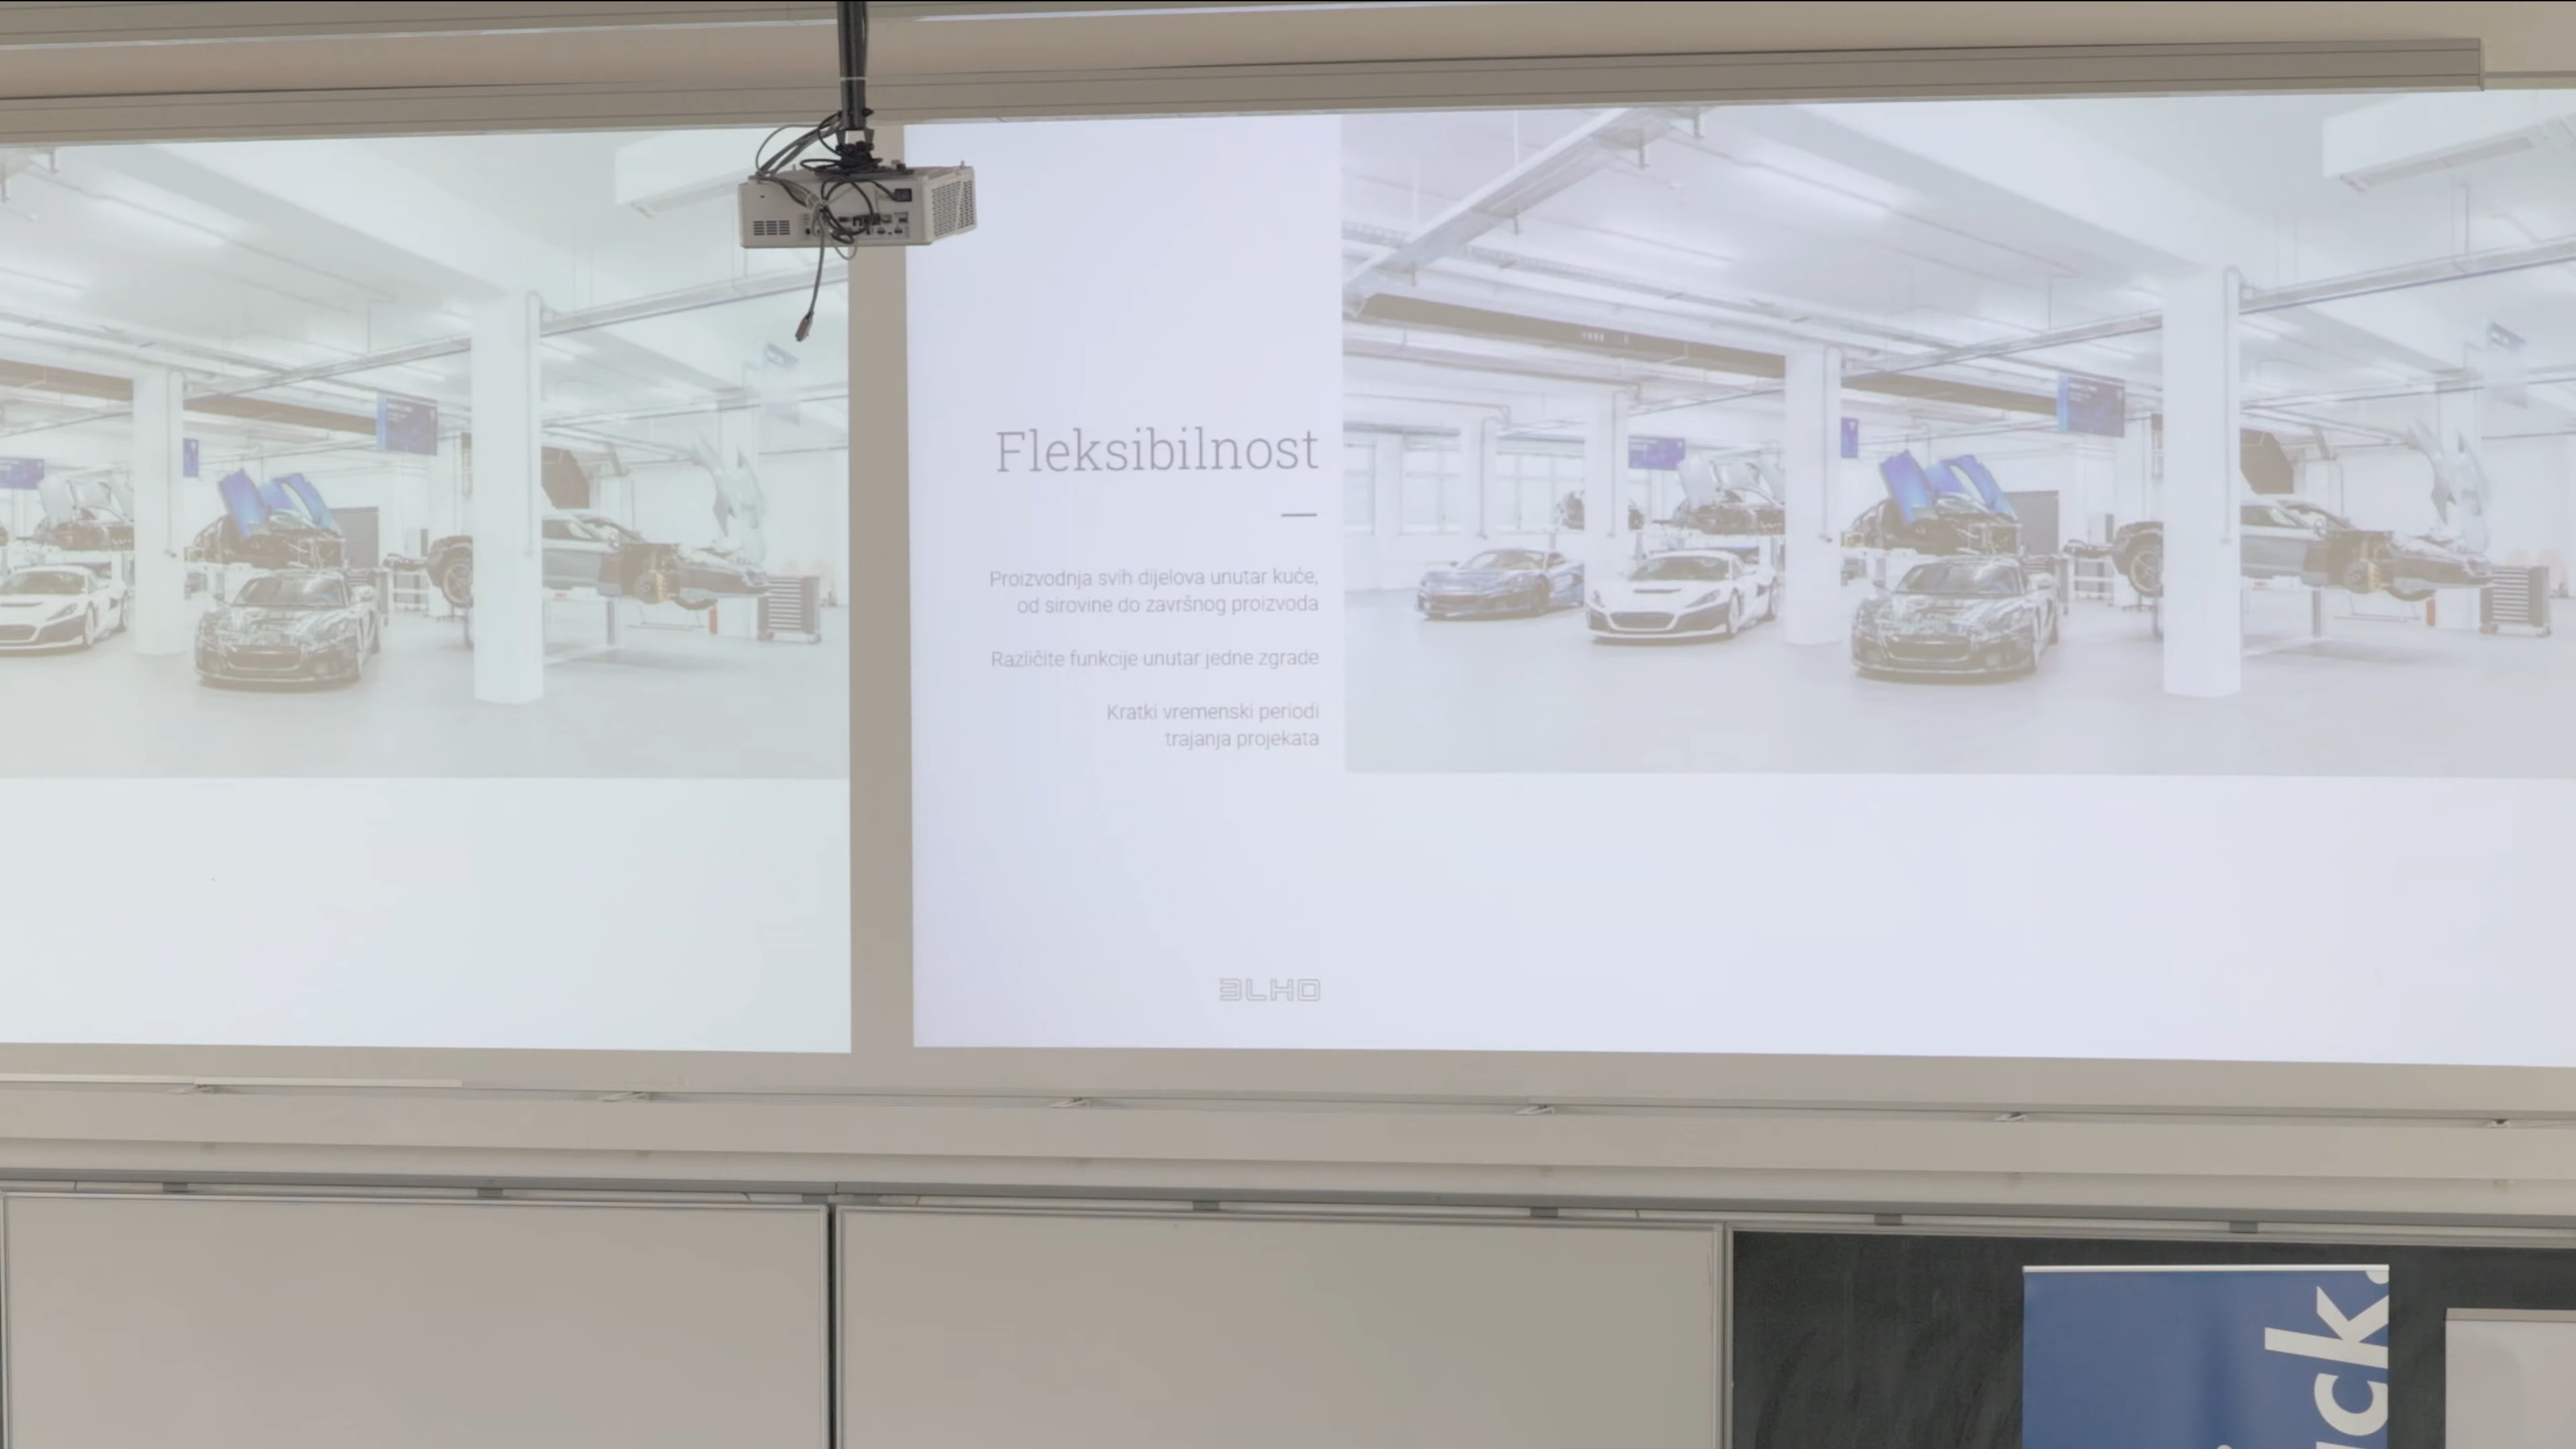 Fleksibilnost
Proizvodnja svih dijelova unutar kuće,
od sirovine do završnog proizvoda
Različite funkcije unutar jedne zgrade
Kratki vremenski periodi
trajanja projekata
3LHD
ck.